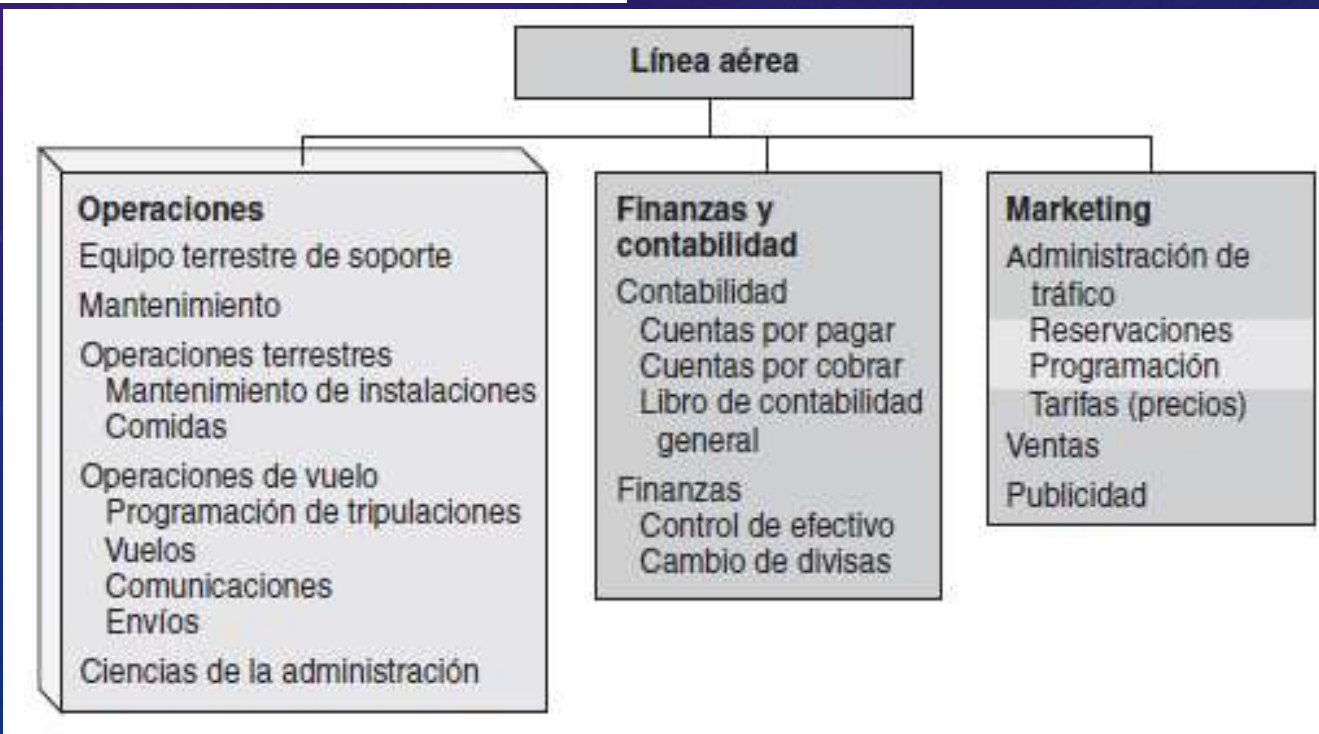 Línea aérea
Operaciones
Equipo terrestre de soporte
Mantenimiento
Operaciones terrestres
Mantenimiento de instalaciones
Comidas
Operaciones de vuelo
Programación de tripulaciones
Vuelos
Comunicaciones
Envíos
Ciencias de la administración
Finanzas y
contabilidad
Contabilidad
Cuentas por pagar
Cuentas por cobrar
Libro de contabilidad
general
Finanzas
Control de efectivo
Cambio de divisas
Marketing
Administración de
tráfico
Reservaciones
Programación
Tarifas (precios)
Ventas
Publicidad